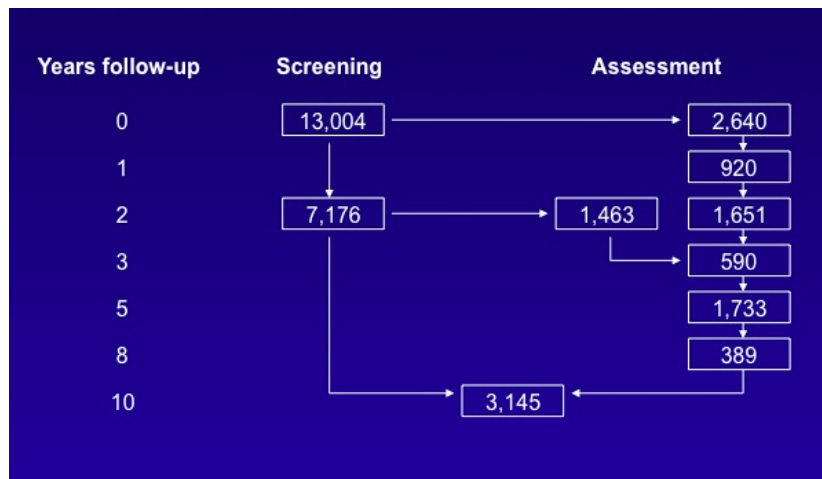 Years follow-up Screening Assessment
0 13,004 2,640
1 920
2 7,176 1,463 1,651
3 590
5 1,733
8 389
10 3,145